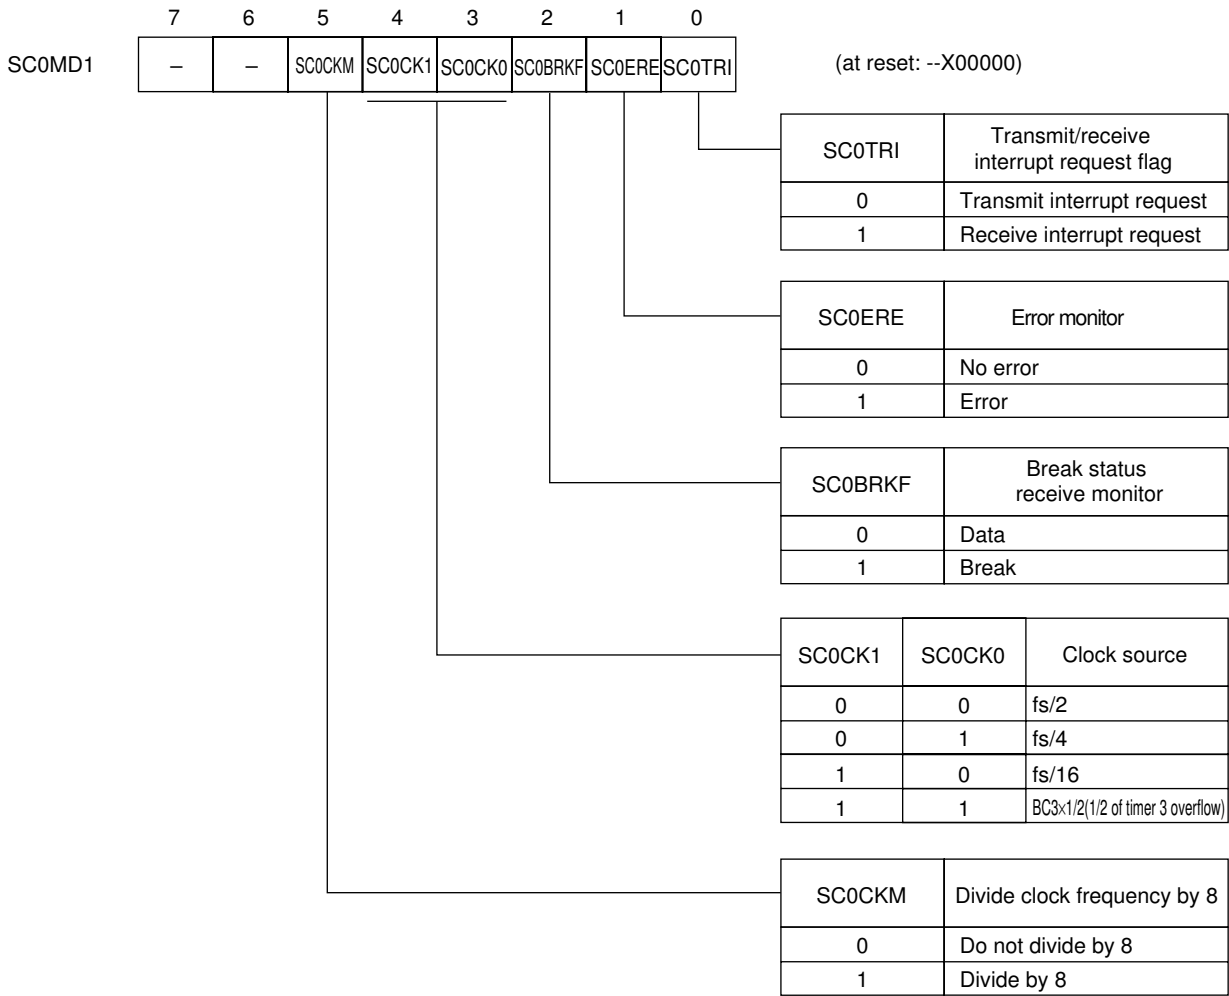 7 6 5 4 3 2 1 0
SC0MD1 – – SC0CKM SC0CK1 SC0CK0 SC0BRKF SC0ERE SC0TRI (at reset: --X00000)
SC0TRI Transmit/receive
interrupt request flag
0 Transmit interrupt request
1 Receive interrupt request
SC0ERE Error monitor
0 No error
1 Error
SC0BRKF Break status
receive monitor
0 Data
1 Break
SC0CK1 SC0CK0 Clock source
0 0 fs/2
0 1 fs/4
1 0 fs/16
1 1 BC3×1/2(1/2 of timer 3 overflow)
SC0CKM Divide clock frequency by 8
0 Do not divide by 8
1 Divide by 8